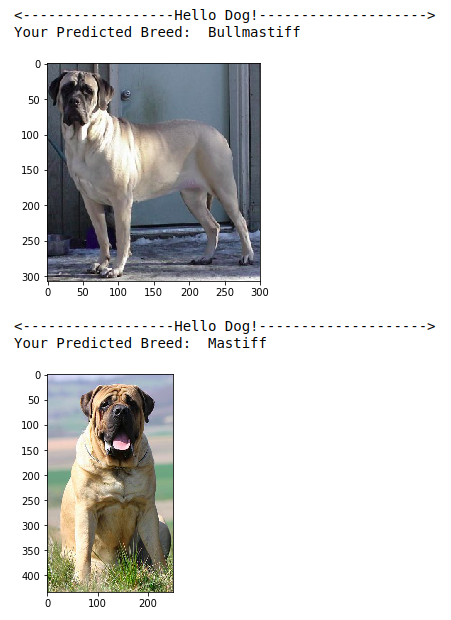 <------------------Hello Dog!-------------------->
Your Predicted Breed:  Bullmastiff
0
50
100
150
200
250
300
0 50 100 150 200 250 300
<------------------Hello Dog!-------------------->
Your Predicted Breed:  Mastiff
0
50
100
150
200
250
300
350
400
0 100 200